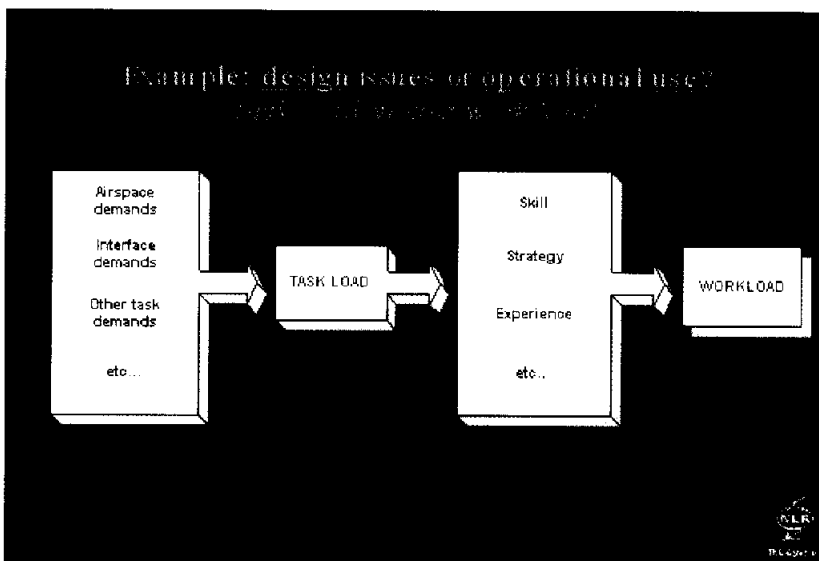 Example: design issues or operational use?
Airspace
demands
Interface
demands
Other task
demands
etc...
TASK LOAD
Skill
Strategy
Experience
etc..
WORKLOAD
NLR